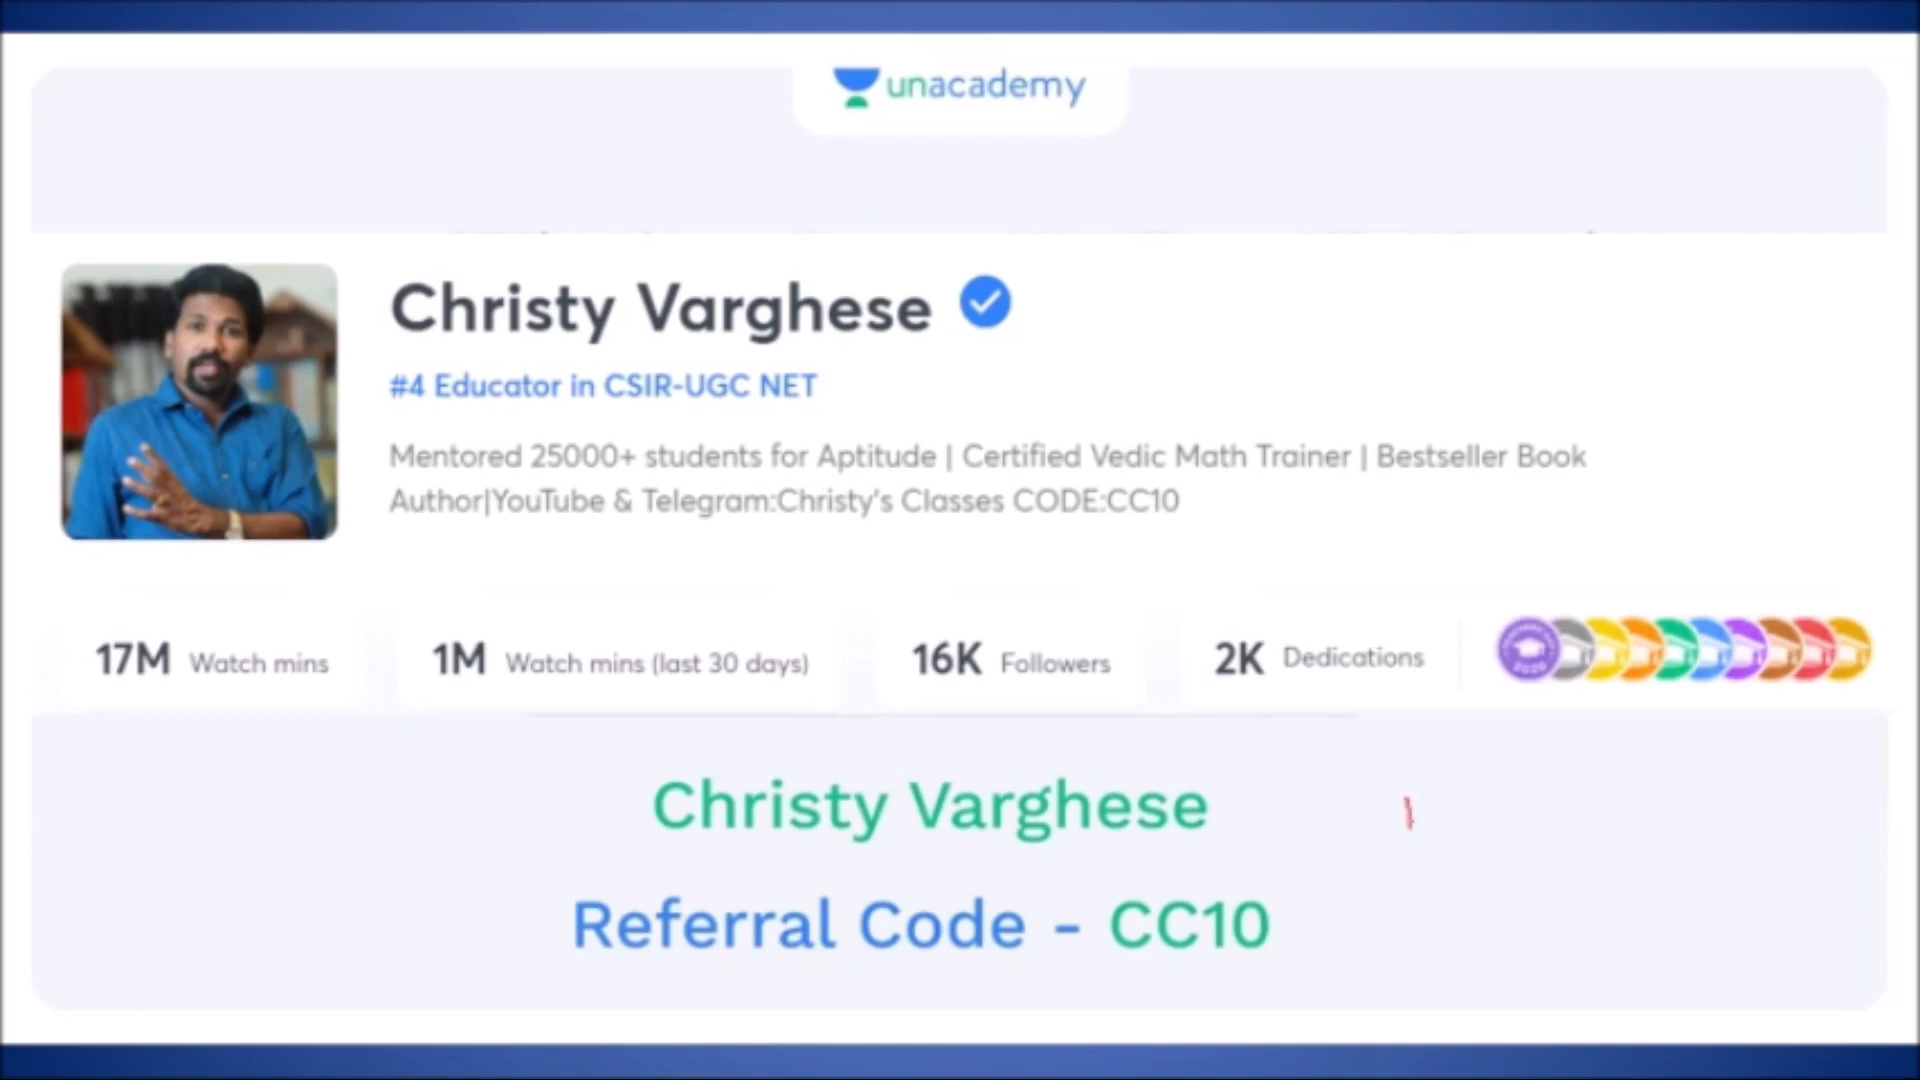 unacademy
Christy Varghese
#4 Educator in CSIR-UGC NET
Mentored 25000+ students for Aptitude | Certified Vedic Math Trainer | Bestseller Book
Author|YouTube & Telegram:Christy's Classes CODE:CC10
17M Watch mins 1M Watch mins (last 30 days) 16K Followers 2K Dedications
Christy Varghese
Referral Code - CC10